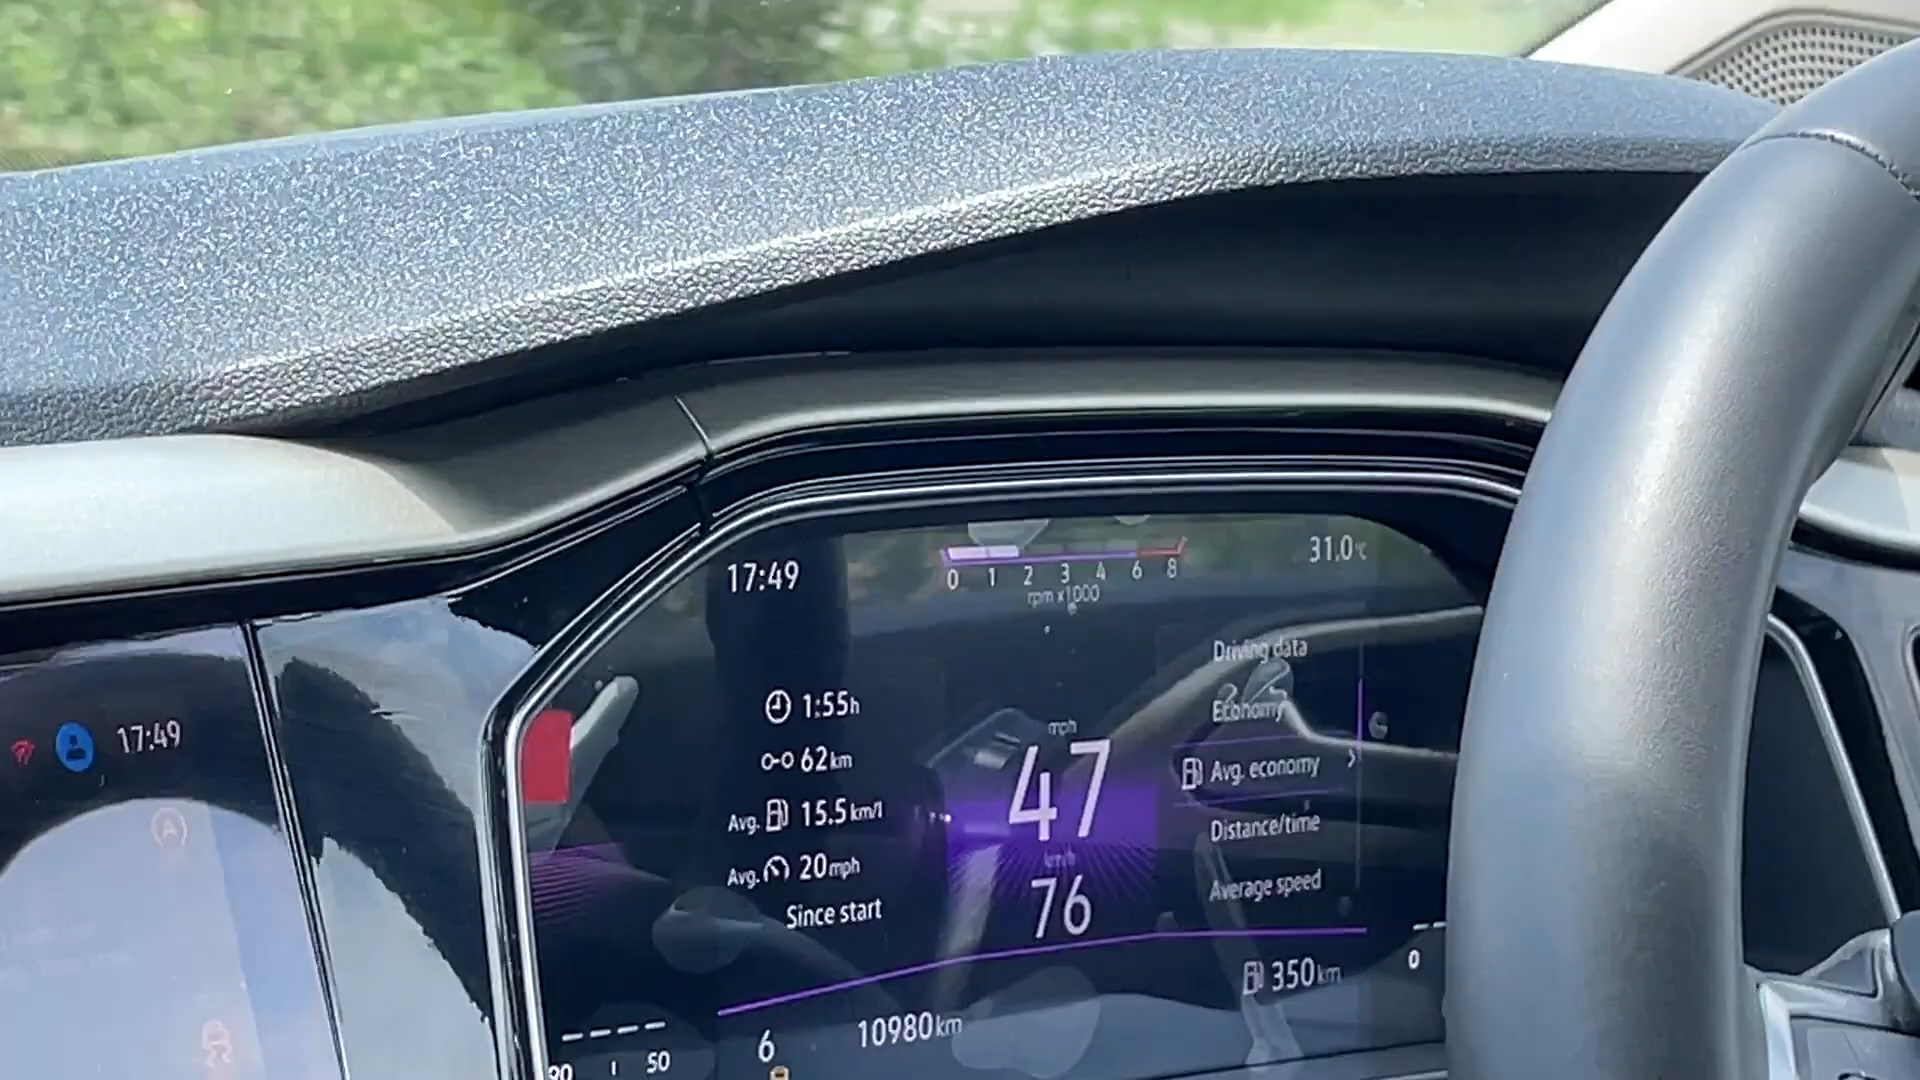 17:49
0 1 2 3 4 6 8
rpm x1000
31.0°C
1:55h
62km
Avg. 15.5km/l
Avg. 20mph
Since start
mph
47
km/h
76
Driving data
Economy
Avg. economy >
Distance/time
Average speed
350km
0
6
10980km
90 50
17:49
A